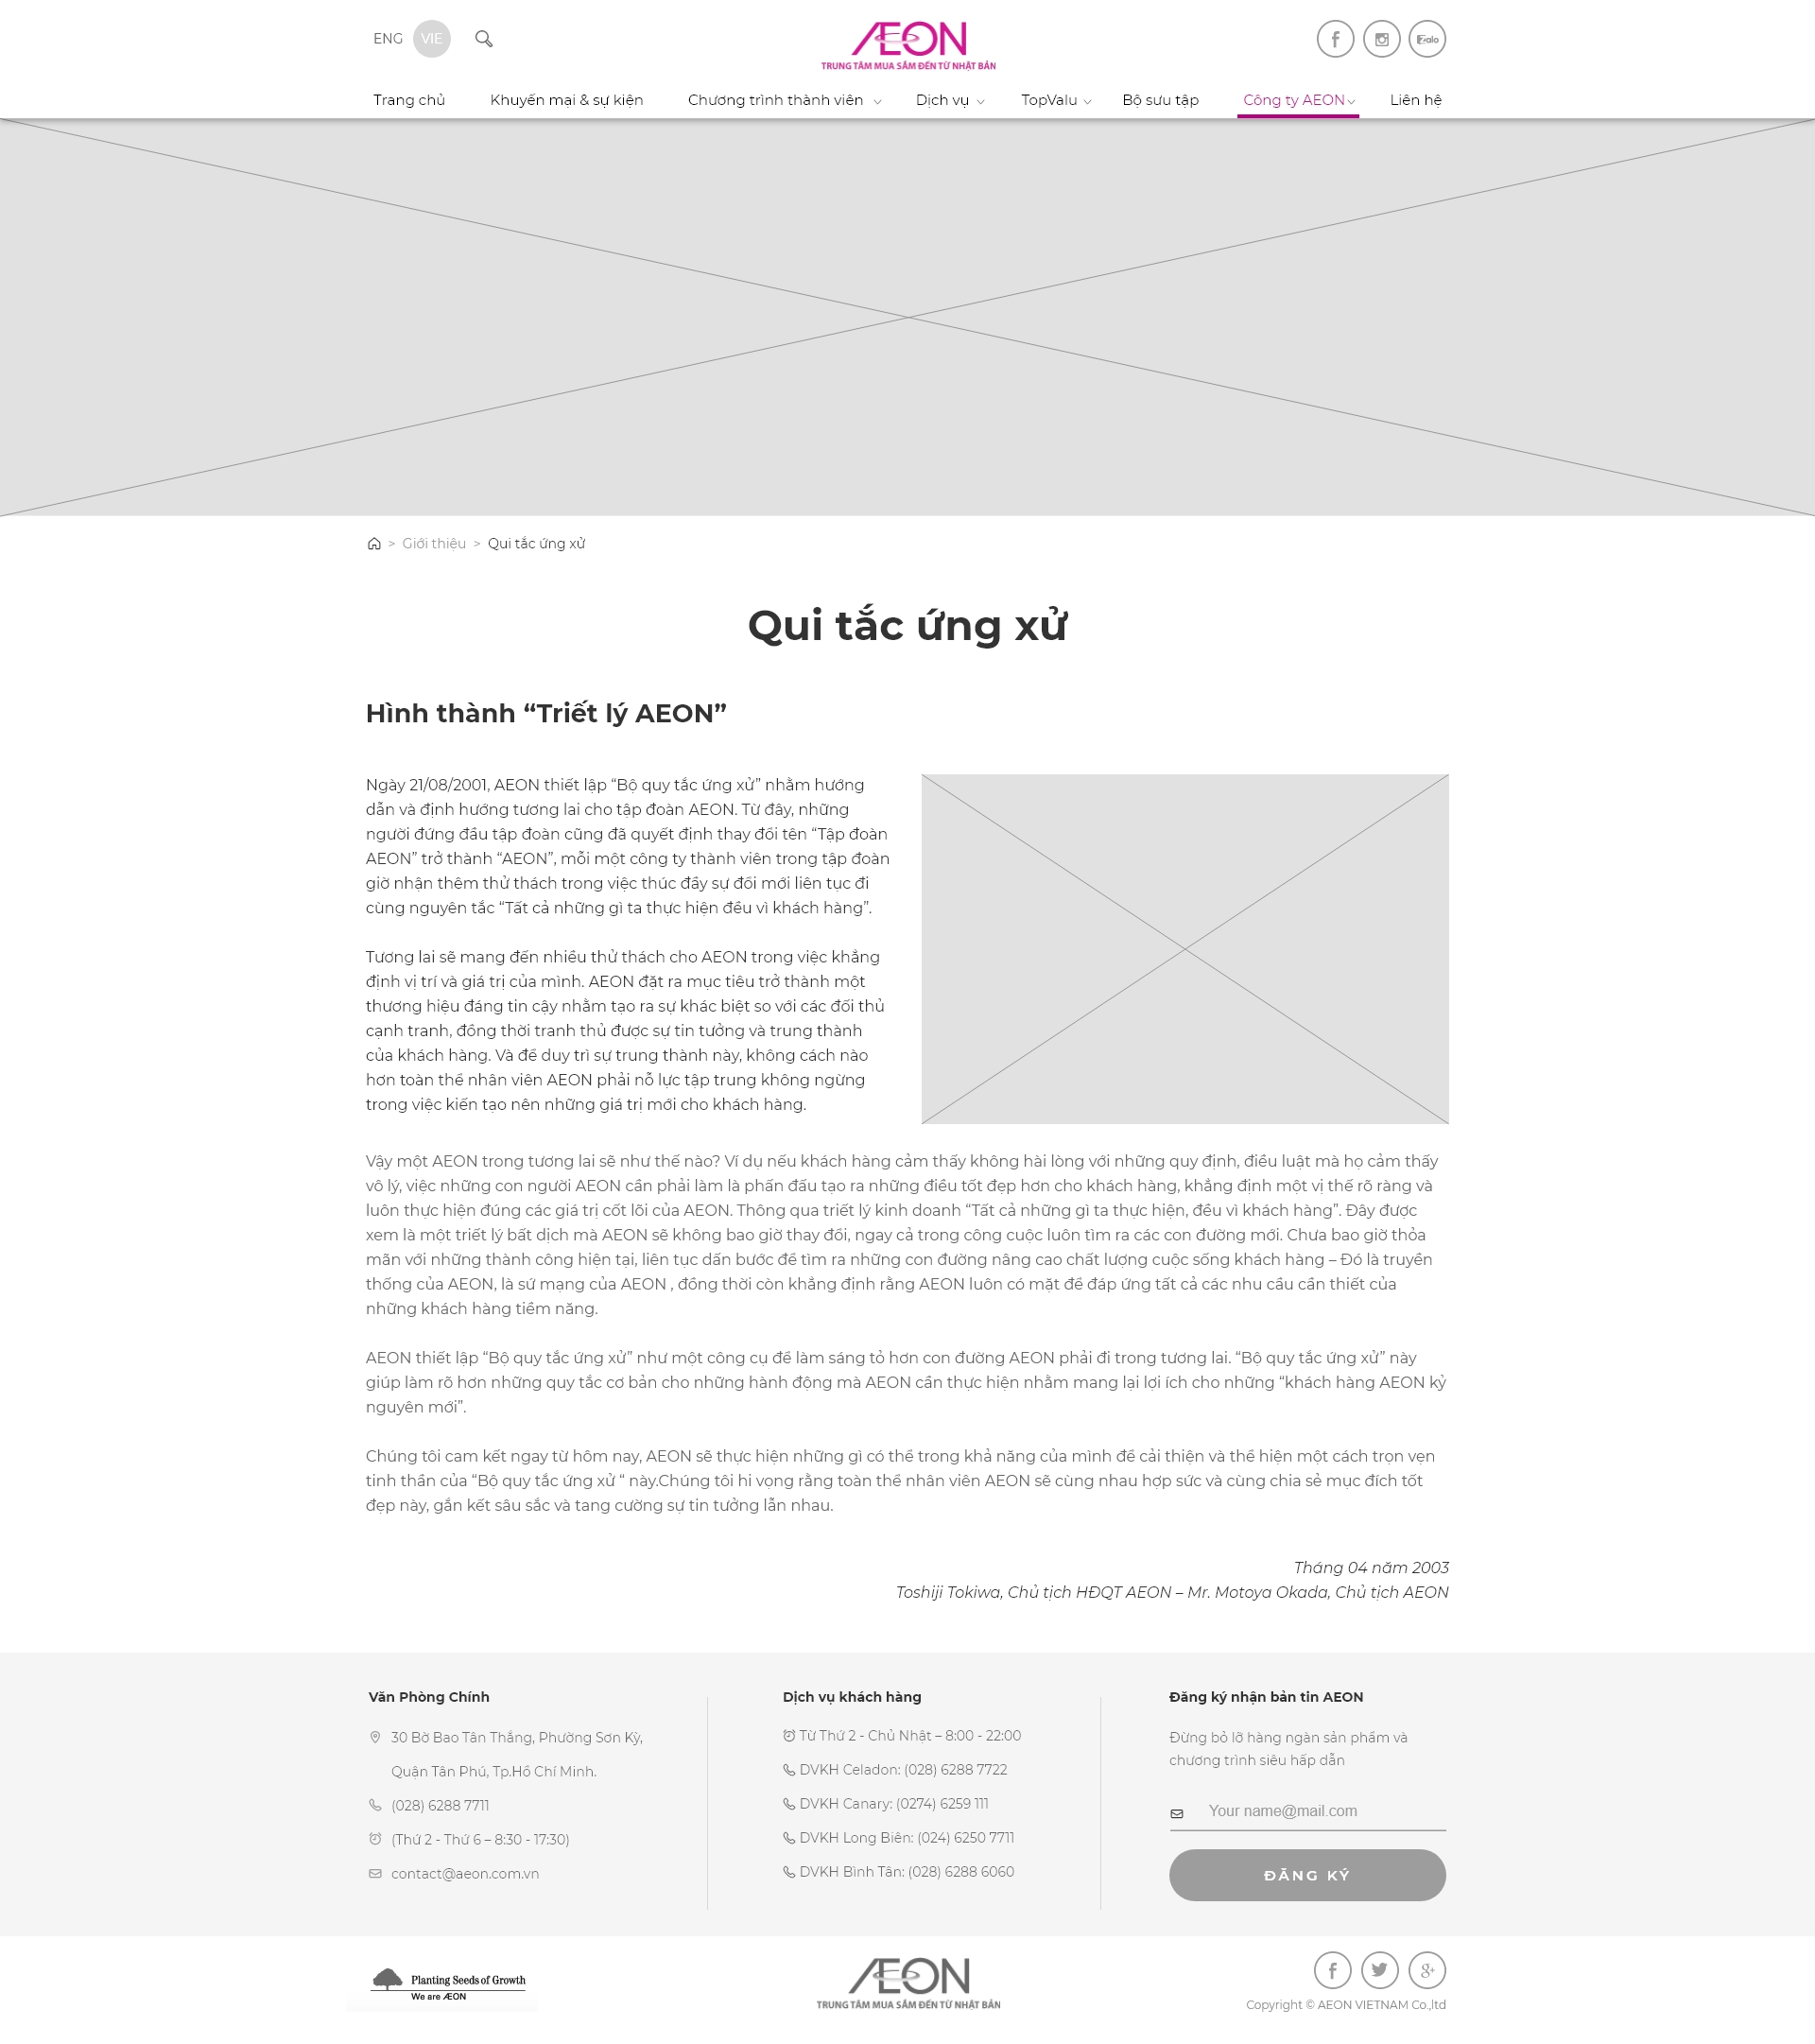 ENG VIE
ÆON
TRUNG TÂM MUA SẮM ĐẾN TỪ NHẬT BẢN
Zalo
Trang chủ Khuyến mại & sự kiện Chương trình thành viên Dịch vụ TopValu Bộ sưu tập Công ty AEON Liên hệ
> Giới thiệu > Qui tắc ứng xử
Qui tắc ứng xử
Hình thành “Triết lý AEON”
Ngày 21/08/2001, AEON thiết lập “Bộ quy tắc ứng xử” nhằm hướng
dẫn và định hướng tương lai cho tập đoàn AEON. Từ đây, những
người đứng đầu tập đoàn cũng đã quyết định thay đổi tên “Tập đoàn
AEON” trở thành “AEON”, mỗi một công ty thành viên trong tập đoàn
giờ nhận thêm thử thách trong việc thúc đẩy sự đổi mới liên tục đi
cùng nguyên tắc “Tất cả những gì ta thực hiện đều vì khách hàng”.
Tương lai sẽ mang đến nhiều thử thách cho AEON trong việc khẳng
định vị trí và giá trị của mình. AEON đặt ra mục tiêu trở thành một
thương hiệu đáng tin cậy nhằm tạo ra sự khác biệt so với các đối thủ
cạnh tranh, đồng thời tranh thủ được sự tin tưởng và trung thành
của khách hàng. Và để duy trì sư trung thành này, không cách nào
hơn toàn thể nhân viên AEON phải nỗ lực tập trung không ngừng
trong việc kiến tạo nên những giá trị mới cho khách hàng.
Vậy một AEON trong tương lai sẽ như thế nào? Ví dụ nếu khách hàng cảm thấy không hài lòng với những quy định, điều luật mà họ cảm thấy
vô lý, việc những con người AEON cần phải làm là phấn đấu tạo ra những điều tốt đẹp hơn cho khách hàng, khẳng định một vị thế rõ ràng và
luôn thực hiện đúng các giá trị cốt lõi của AEON. Thông qua triết lý kinh doanh “Tất cả những gì ta thực hiện, đều vì khách hàng”. Đây được
xem là một triết lý bất dịch mà AEON sẽ không bao giờ thay đổi, ngay cả trong công cuộc luôn tìm ra các con đường mới. Chưa bao giờ thỏa
mãn với những thành công hiện tại, liên tục dấn bước để tìm ra những con đường nâng cao chất lượng cuộc sống khách hàng – Đó là truyền
thống của AEON, là sứ mạng của AEON , đồng thời còn khẳng định rằng AEON luôn có mặt để đáp ứng tất cả các nhu cầu cần thiết của
những khách hàng tiềm năng.
AEON thiết lập “Bộ quy tắc ứng xử” như một công cụ để làm sáng tỏ hơn con đường AEON phải đi trong tương lai. “Bộ quy tắc ứng xử” này
giúp làm rõ hơn những quy tắc cơ bản cho những hành động mà AEON cần thực hiện nhằm mang lại lợi ích cho những “khách hàng AEON kỷ
nguyên mới”.
Chúng tôi cam kết ngay từ hôm nay, AEON sẽ thực hiện những gì có thể trong khả năng của mình để cải thiện và thể hiện một cách trọn vẹn
tinh thần của “Bộ quy tắc ứng xử “ này.Chúng tôi hi vọng rằng toàn thể nhân viên AEON sẽ cùng nhau hợp sức và cùng chia sẻ mục đích tốt
đẹp này, gắn kết sâu sắc và tang cường sự tin tưởng lẫn nhau.
Tháng 04 năm 2003
Toshiji Tokiwa, Chủ tịch HĐQT AEON – Mr. Motoya Okada, Chủ tịch AEON
Văn Phòng Chính
30 Bờ Bao Tân Thắng, Phường Sơn Kỳ,
Quận Tân Phú, Tp.Hồ Chí Minh.
(028) 6288 7711
(Thứ 2 - Thứ 6 – 8:30 - 17:30)
contact@aeon.com.vn
Dịch vụ khách hàng
Từ Thứ 2 - Chủ Nhật – 8:00 - 22:00
DVKH Celadon: (028) 6288 7722
DVKH Canary: (0274) 6259 111
DVKH Long Biên: (024) 6250 7711
DVKH Bình Tân: (028) 6288 6060
Đăng ký nhận bản tin AEON
Đừng bỏ lỡ hàng ngàn sản phẩm và
chương trình siêu hấp dẫn
Your name@mail.com
ĐĂNG KÝ
Planting Seeds of Growth
We are ÆON
ÆON
TRUNG TÂM MUA SẮM ĐẾN TỪ NHẬT BẢN
Copyright © AEON VIETNAM Co.,ltd